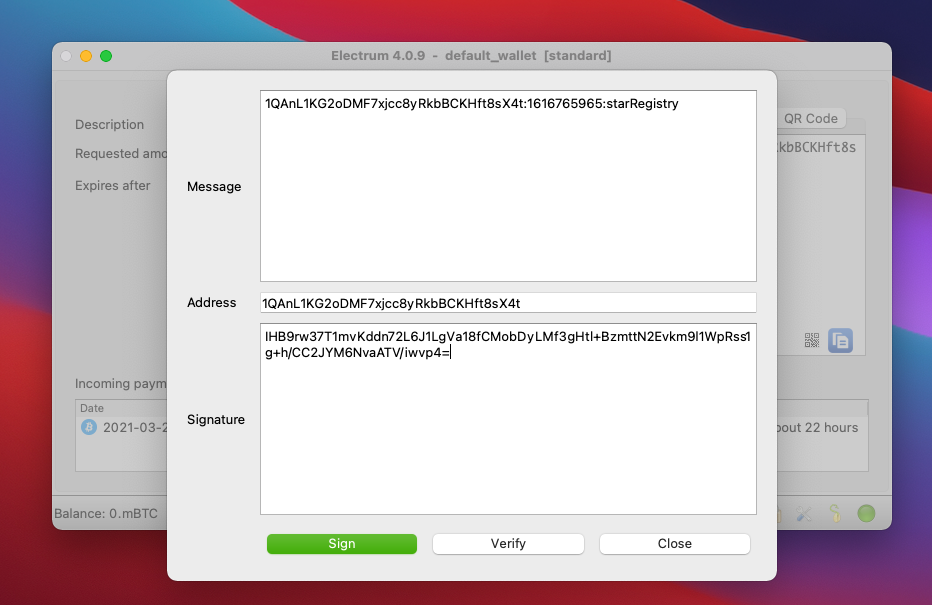 Electrum 4.0.9 - default_wallet [standard]
Description
Requested amo
Expires after
QR Code
kbBCKHft8s
Message
1QAnL1KG2oDMF7xjcc8yRkbBCKHft8sX4t:1616765965:starRegistry
Address
1QAnL1KG2oDMF7xjcc8yRkbBCKHft8sX4t
Signature
IHB9rw37T1mvKddn72L6J1LgVa18fCMobDyLMf3gHtI+BzmttN2Evkm9l1WpRss1
g+h/CC2JYM6NvaATV/iwvp4=
Incoming paym
Date
2021-03-2
bout 22 hours
Balance: 0.mBTC
Sign
Verify
Close